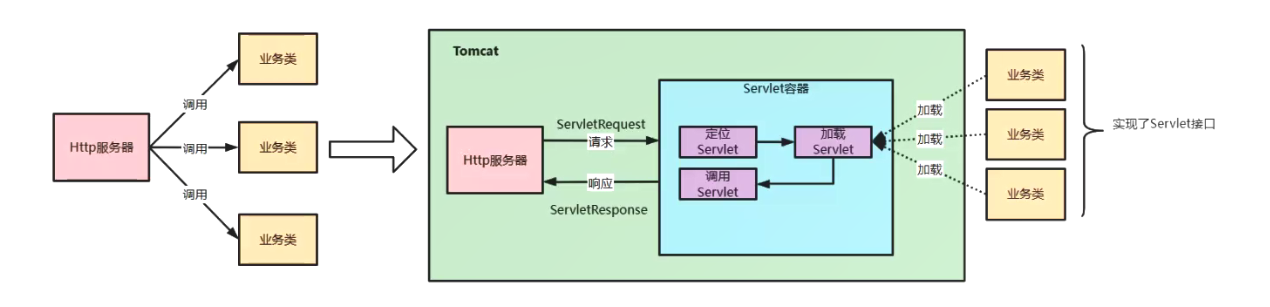 Http服务器
调用
调用
调用
业务类
业务类
业务类
Tomcat
Http服务器
ServletRequest
请求
响应
ServletResponse
Servlet容器
定位
Servlet
加载
Servlet
调用
Servlet
加载
加载
加载
业务类
业务类
业务类
实现了Servlet接口